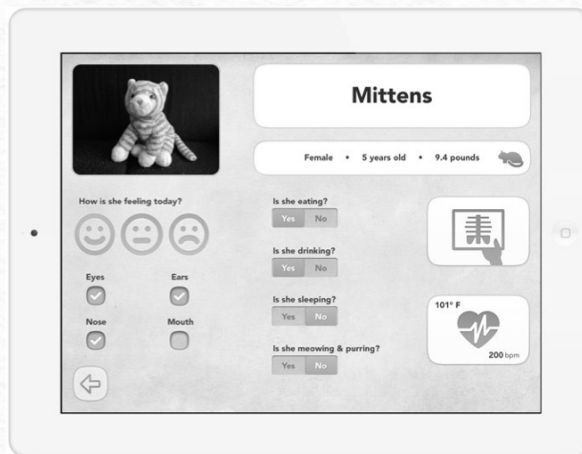 Mittens
Female • 5 years old • 9.4 pounds
How is she feeling today?
Eyes
Ears
Nose
Mouth
Is she eating?
Yes No
Is she drinking?
Yes No
Is she sleeping?
Yes No
Is she meowing & purring?
Yes No
101° F
200 bpm